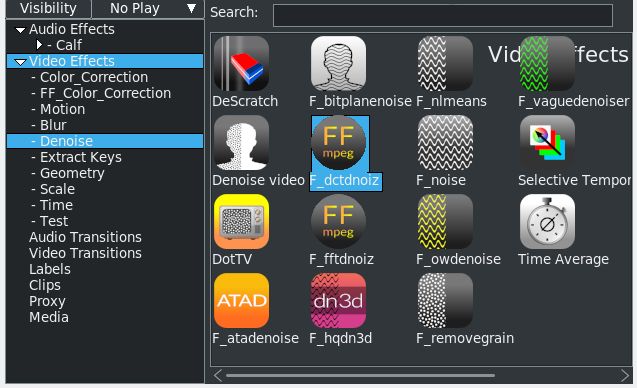 Visibility
No Play
Search:
Audio Effects
- Calf
Video Effects
- Color_Correction
- FF_Color_Correction
- Motion
- Blur
- Denoise
- Extract Keys
- Geometry
- Scale
- Time
- Test
Audio Transitions
Video Transitions
Labels
Clips
Proxy
Media
Video Effects
DeScratch
F_bitplanenoise
F_nlmeans
F_vaguedenoiser
FF
mpeg
Denoise video
F_dctdnoiz
F_noise
Selective Tempor
FF
mpeg
DotTV
F_fftdnoiz
F_owdenoise
Time Average
ATAD
dn3d
F_atadenoise
F_hqdn3d
F_removegrain